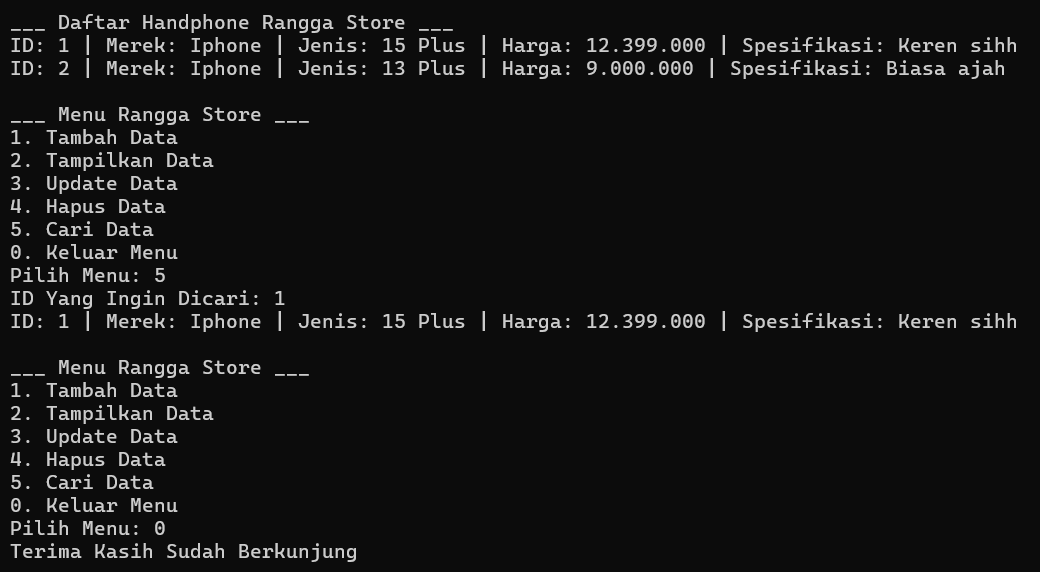 ___ Daftar Handphone Rangga Store ___
ID: 1 | Merek: Iphone | Jenis: 15 Plus | Harga: 12.399.000 | Spesifikasi: Keren sihh
ID: 2 | Merek: Iphone | Jenis: 13 Plus | Harga: 9.000.000 | Spesifikasi: Biasa ajah
___ Menu Rangga Store ___
1. Tambah Data
2. Tampilkan Data
3. Update Data
4. Hapus Data
5. Cari Data
0. Keluar Menu
Pilih Menu: 5
ID Yang Ingin Dicari: 1
ID: 1 | Merek: Iphone | Jenis: 15 Plus | Harga: 12.399.000 | Spesifikasi: Keren sihh
___ Menu Rangga Store ___
1. Tambah Data
2. Tampilkan Data
3. Update Data
4. Hapus Data
5. Cari Data
0. Keluar Menu
Pilih Menu: 0
Terima Kasih Sudah Berkunjung